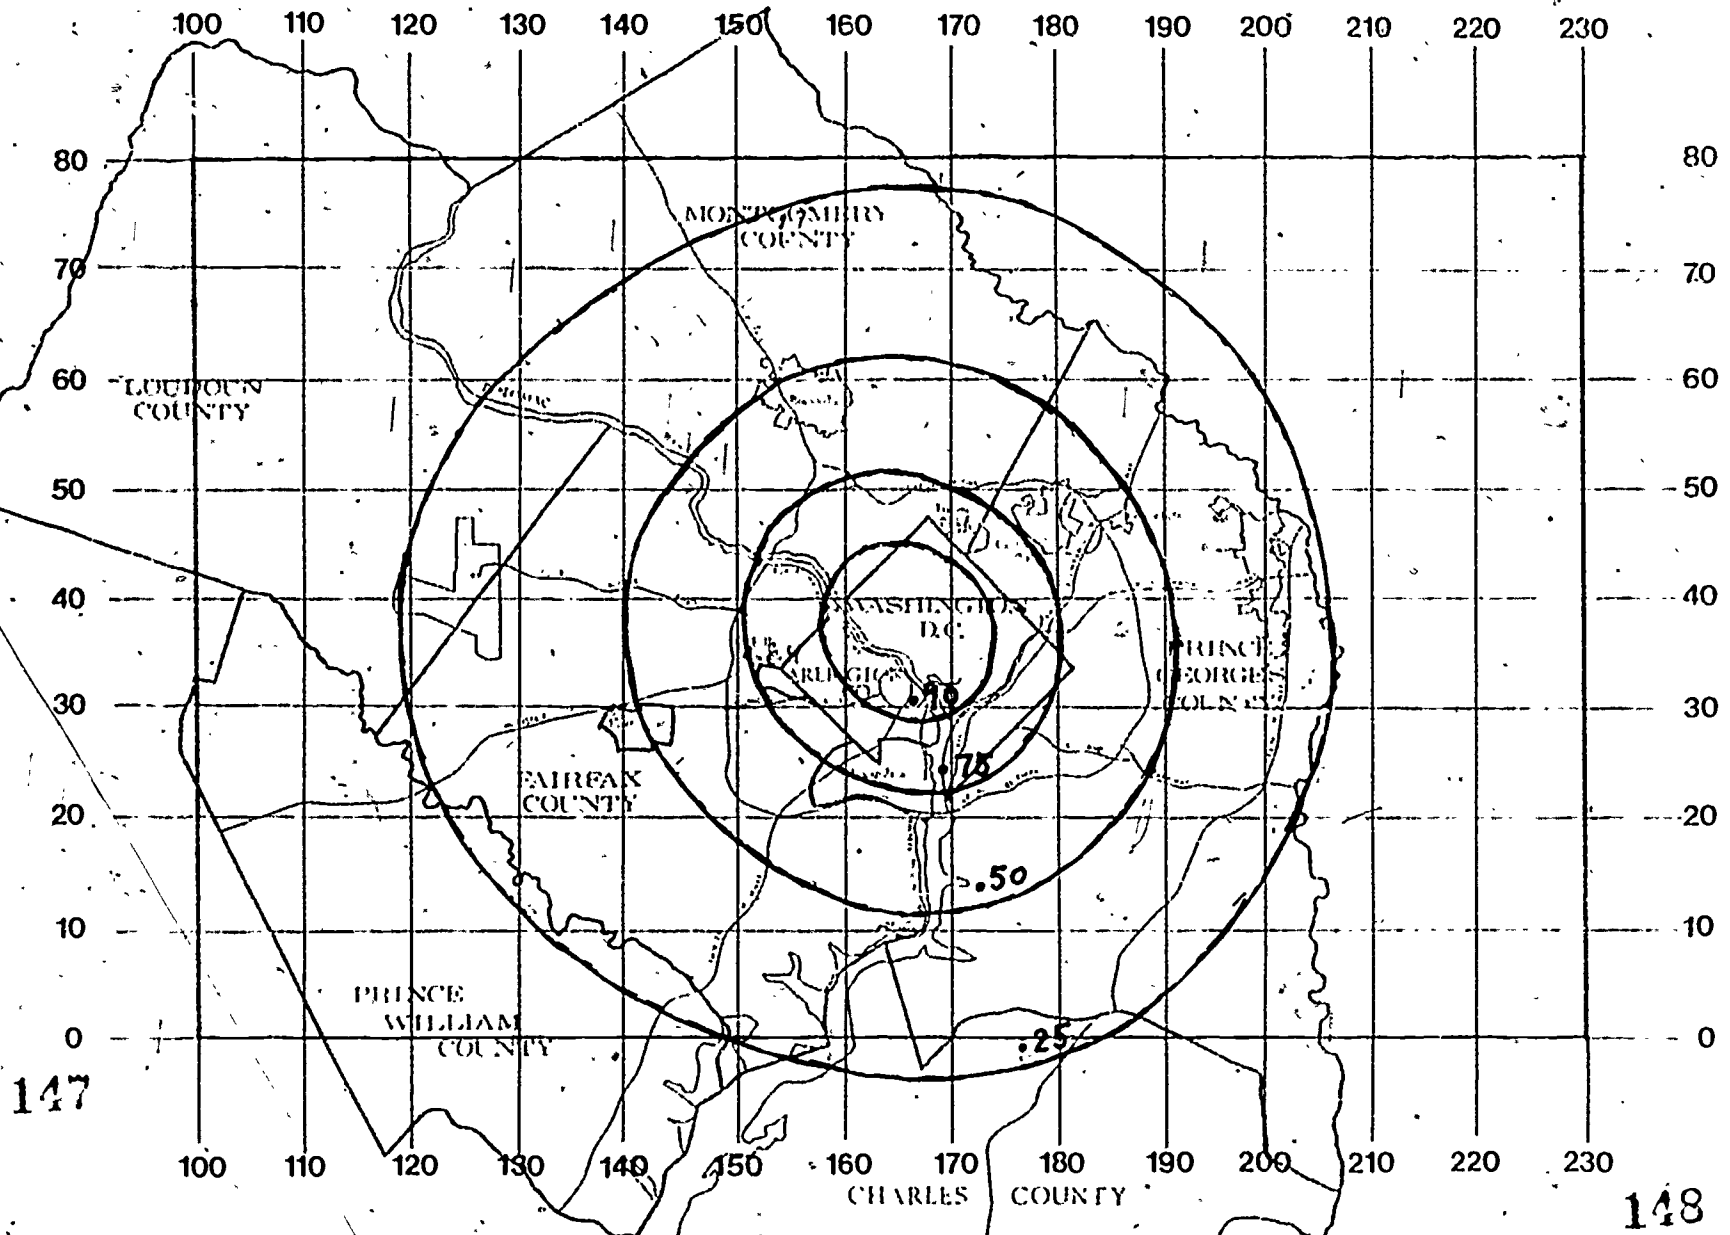 100 110 120 130 140 150 160 170 180 190 200 210 220 230
80 80
MONTGOMERY
COUNTY
70 70
60 60
LOUDOUN
COUNTY
50 50
40 40
WASHINGTON
D.C.
PRINCE
GEORGES
COUNTY
ARLINGTON
30 30
.90
.75
FAIRFAX
COUNTY
20 20
.50
10 10
PRINCE
WILLIAM
COUNTY
0 0
.25
147
100 110 120 130 140 150 160 170 180 190 200 210 220 230
CHARLES COUNTY
148